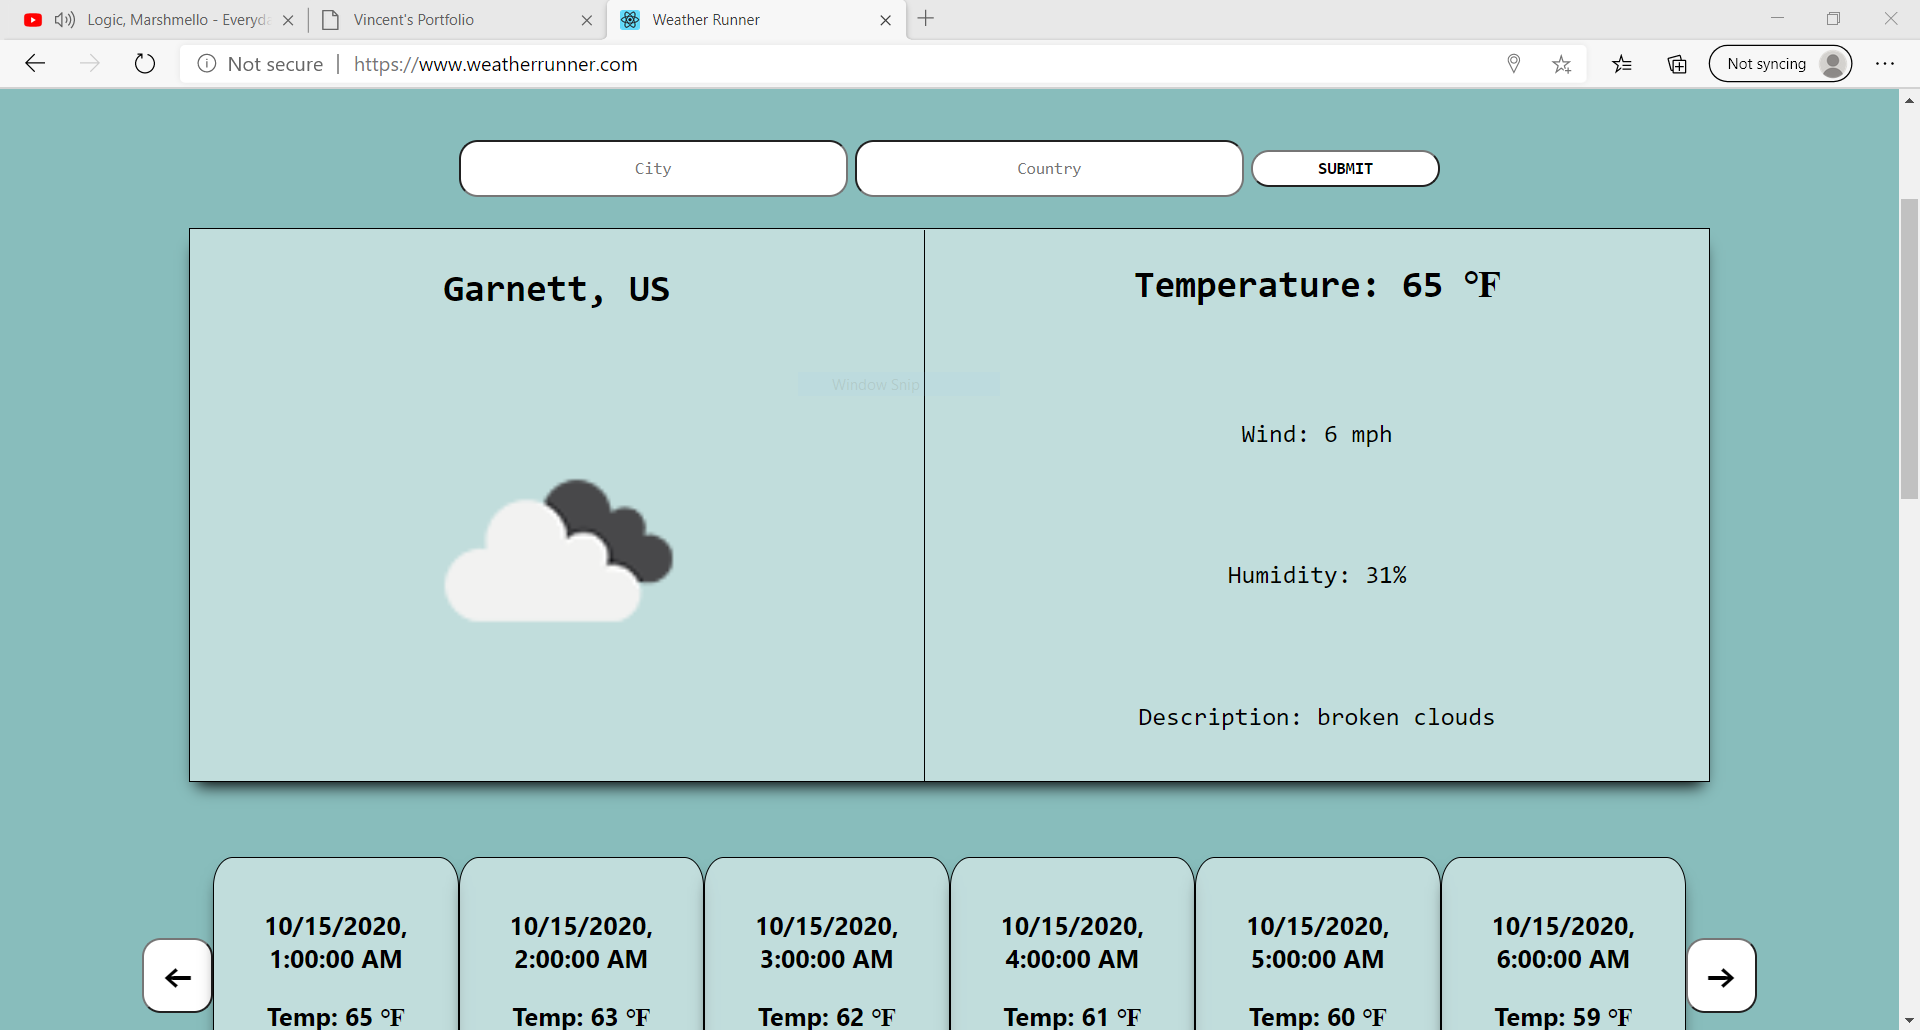 Logic, Marshmello - Everyda
Vincent's Portfolio
Weather Runner
Not secure | https://www.weatherrunner.com
Not syncing
City
Country
SUBMIT
Garnett, US
Temperature: 65 °F
Window Snip
Wind: 6 mph
Humidity: 31%
Description: broken clouds
10/15/2020,
1:00:00 AM
Temp: 65 °F
10/15/2020,
2:00:00 AM
Temp: 63 °F
10/15/2020,
3:00:00 AM
Temp: 62 °F
10/15/2020,
4:00:00 AM
Temp: 61 °F
10/15/2020,
5:00:00 AM
Temp: 60 °F
10/15/2020,
6:00:00 AM
Temp: 59 °F